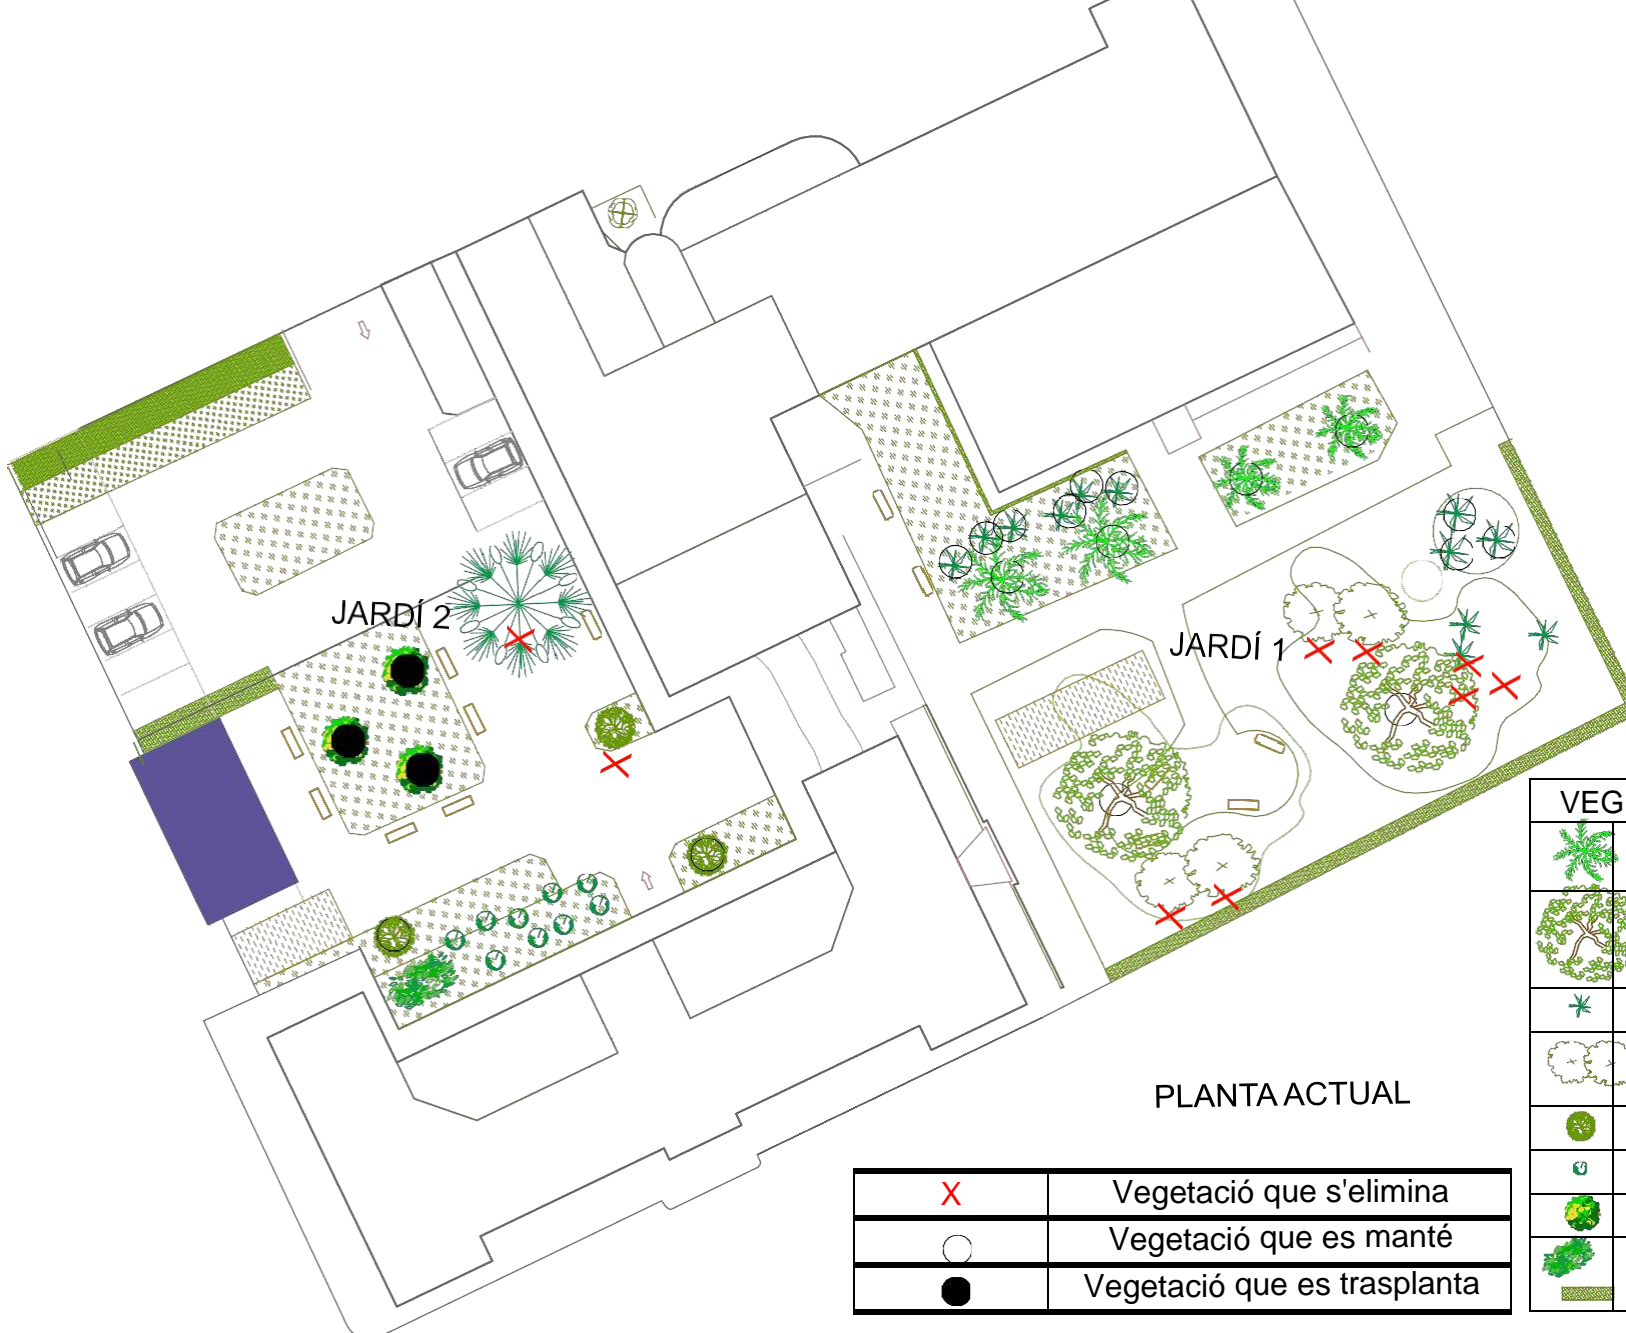 JARDÍ 2
JARDÍ 1
VEG
PLANTA ACTUAL
X Vegetació que s'elimina
Vegetació que es manté
Vegetació que es trasplanta